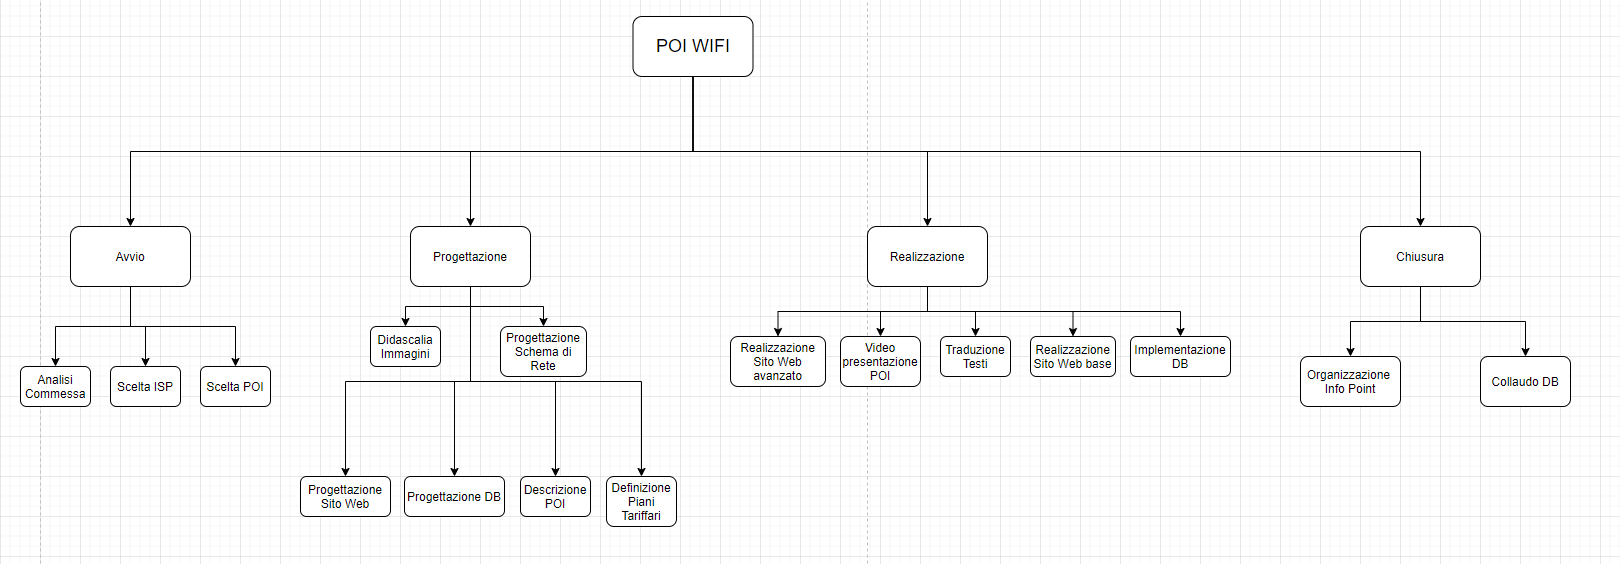 POI WIFI
Avvio
Progettazione
Realizzazione
Chiusura
Analisi
Commessa
Scelta ISP
Scelta POI
Didascalia
Immagini
Progettazione
Schema di
Rete
Progettazione
Sito Web
Progettazione DB
Descrizione
POI
Definizione
Piani
Tariffari
Realizzazione
Sito Web
avanzato
Video
presentazione
POI
Traduzione
Testi
Realizzazione
Sito Web base
Implementazione
DB
Organizzazione
Info Point
Collaudo DB